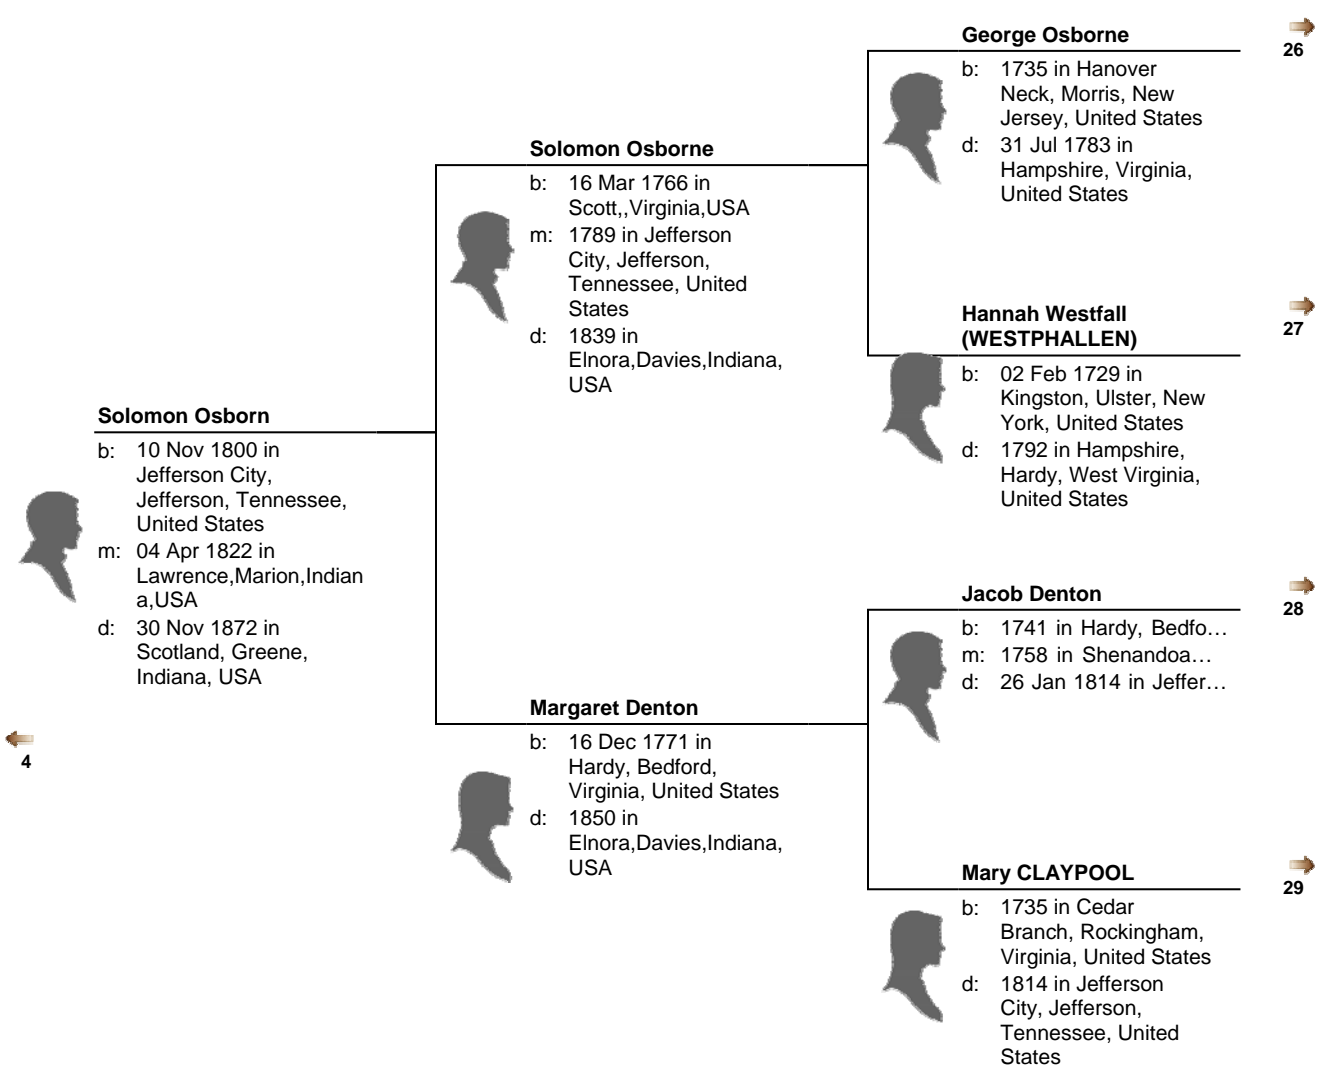 George Osborne
b: 1735 in Hanover
Neck, Morris, New
Jersey, United States
d: 31 Jul 1783 in
Hampshire, Virginia,
United States
26
Solomon Osborne
b: 16 Mar 1766 in
Scott,,Virginia,USA
m: 1789 in Jefferson
City, Jefferson,
Tennessee, United
States
d: 1839 in
Elnora,Davies,Indiana,
USA
Hannah Westfall
(WESTPHALLEN)
b: 02 Feb 1729 in
Kingston, Ulster, New
York, United States
d: 1792 in Hampshire,
Hardy, West Virginia,
United States
27
Solomon Osborn
b: 10 Nov 1800 in
Jefferson City,
Jefferson, Tennessee,
United States
m: 04 Apr 1822 in
Lawrence,Marion,Indian
a,USA
d: 30 Nov 1872 in
Scotland, Greene,
Indiana, USA
4
Jacob Denton
b: 1741 in Hardy, Bedfo…
m: 1758 in Shenandoa…
d: 26 Jan 1814 in Jeffer…
28
Margaret Denton
b: 16 Dec 1771 in
Hardy, Bedford,
Virginia, United States
d: 1850 in
Elnora,Davies,Indiana,
USA
Mary CLAYPOOL
b: 1735 in Cedar
Branch, Rockingham,
Virginia, United States
d: 1814 in Jefferson
City, Jefferson,
Tennessee, United
States
29